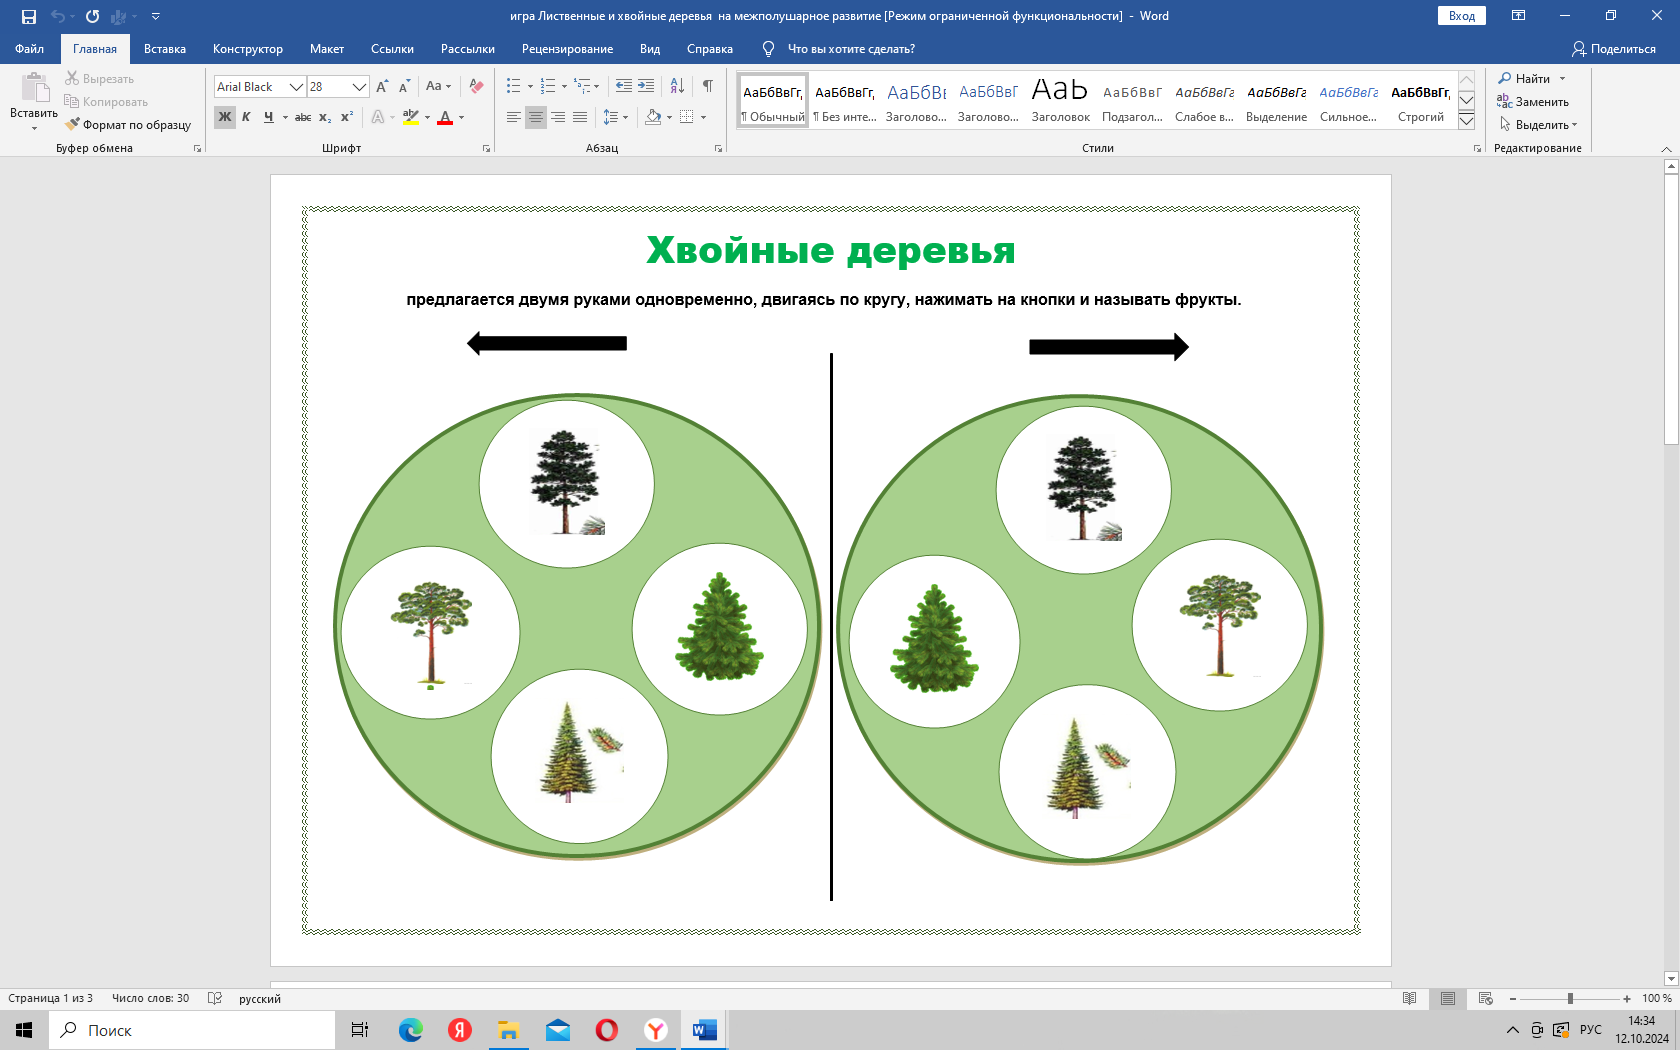 игра Лиственные и хвойные деревья  на межполушарное развитие [Режим ограниченной функциональности]  -  Word
Вход
Файл
Главная
Вставка
Конструктор
Макет
Ссылки
Рассылки
Рецензирование
Вид
Справка
Что вы хотите сделать?
Поделиться
Вставить
Вырезать
Копировать
Формат по образцу
Буфер обмена
Arial Black
28
Aa
Ж К Ч abc x₂ x²
Шрифт
Абзац
АаБбВвГг, АаБбВвГг, АаБбВв АаБбВвГ АаБ АаБбВвГ АаБбВвГг АаБбВвГг АаБбВвГг АаБбВвГг,
¶ Обычный ¶ Без инте... Заголово... Заголово... Заголовок Подзагол... Слабое в... Выделение Сильное... Строгий
Стили
Найти
Заменить
Выделить
Редактирование
Хвойные деревья
предлагается двумя руками одновременно, двигаясь по кругу, нажимать на кнопки и называть фрукты.
Страница 1 из 3
Число слов: 30
русский
100 %
Поиск
РУС
14:34
12.10.2024